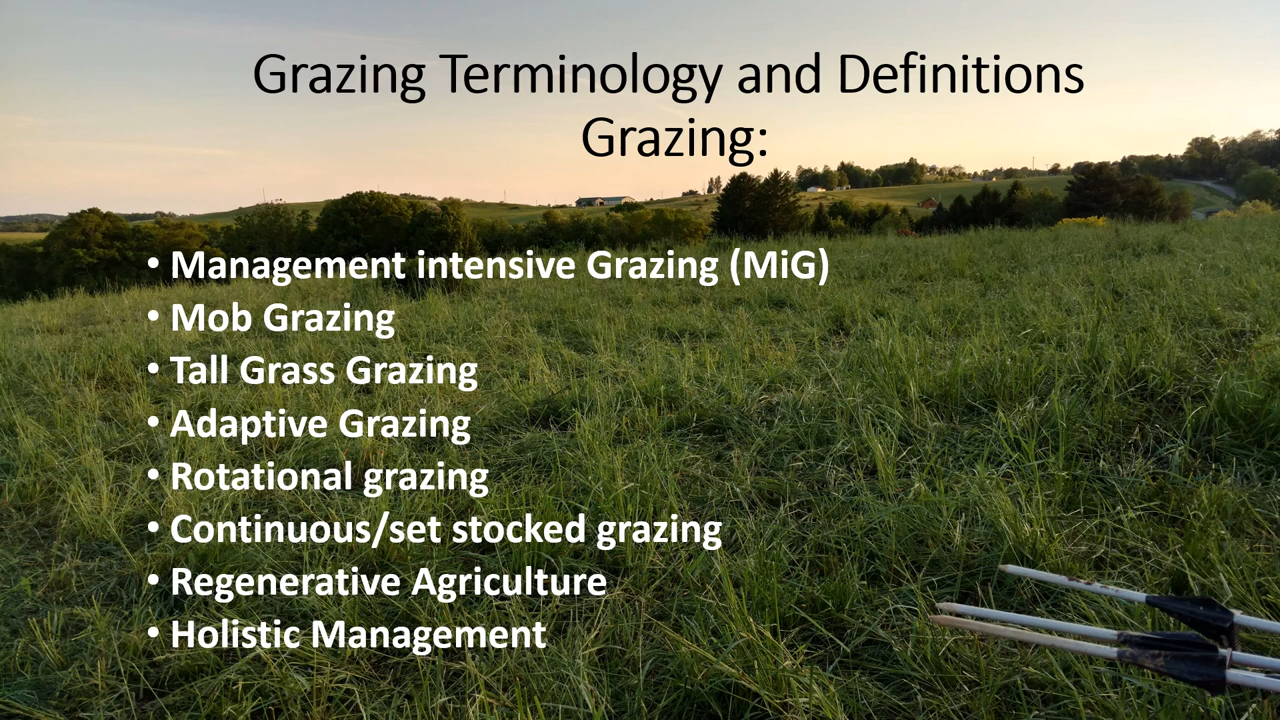 Grazing Terminology and Definitions
Grazing:
• Management intensive Grazing (MiG)
• Mob Grazing
• Tall Grass Grazing
• Adaptive Grazing
• Rotational grazing
• Continuous/set stocked grazing
• Regenerative Agriculture
• Holistic Management